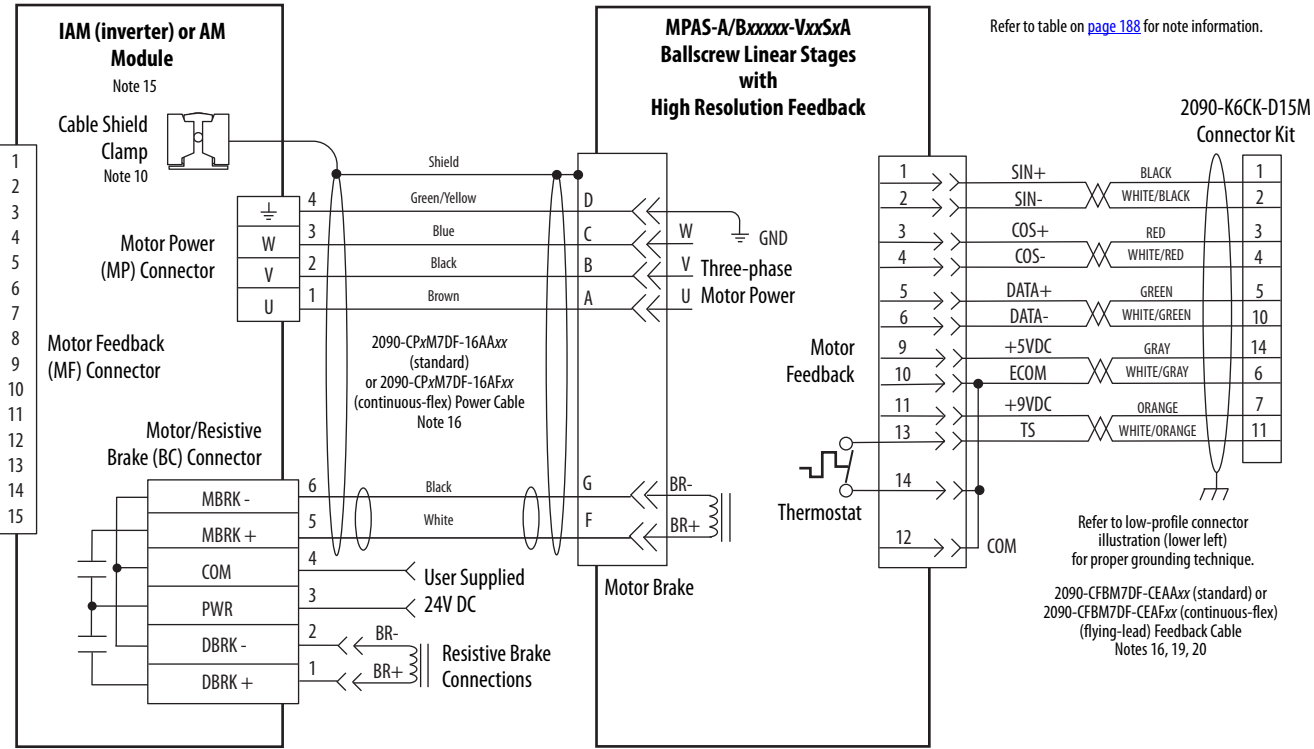 IAM (inverter) or AM
Module
Note 15
Cable Shield
Clamp
Note 10
1
2
3
4
5
6
7
8
9
10
11
12
13
14
15
Motor Feedback
(MF) Connector
Motor Power
(MP) Connector
W
V
U
4
3
2
1
Shield
Green/Yellow
Blue
Black
Brown
2090-CPxM7DF-16AAxx
(standard)
or 2090-CPxM7DF-16AFxx
(continuous-flex) Power Cable
Note 16
Motor/Resistive
Brake (BC) Connector
MBRK -
MBRK +
COM
PWR
DBRK -
DBRK +
6
5
4
3
2
1
Black
White
User Supplied
24V DC
BR-
BR+
Resistive Brake
Connections
MPAS-A/Bxxxxx-VxxSxA
Ballscrew Linear Stages
with
High Resolution Feedback
D
C
B
A
W
V
U
GND
Three-phase
Motor Power
G
F
BR-
BR+
Motor Brake
Motor
Feedback
Thermostat
1
2
3
4
5
6
9
10
11
13
14
12
SIN+
SIN-
COS+
COS-
DATA+
DATA-
+5VDC
ECOM
+9VDC
TS
COM
BLACK
WHITE/BLACK
RED
WHITE/RED
GREEN
WHITE/GREEN
GRAY
WHITE/GRAY
ORANGE
WHITE/ORANGE
Refer to table on page 188 for note information.
2090-K6CK-D15M
Connector Kit
1
2
3
4
5
10
14
6
7
11
Refer to low-profile connector
illustration (lower left)
for proper grounding technique.
2090-CFBM7DF-CEAAxx (standard) or
2090-CFBM7DF-CEAFxx (continuous-flex)
(flying-lead) Feedback Cable
Notes 16, 19, 20